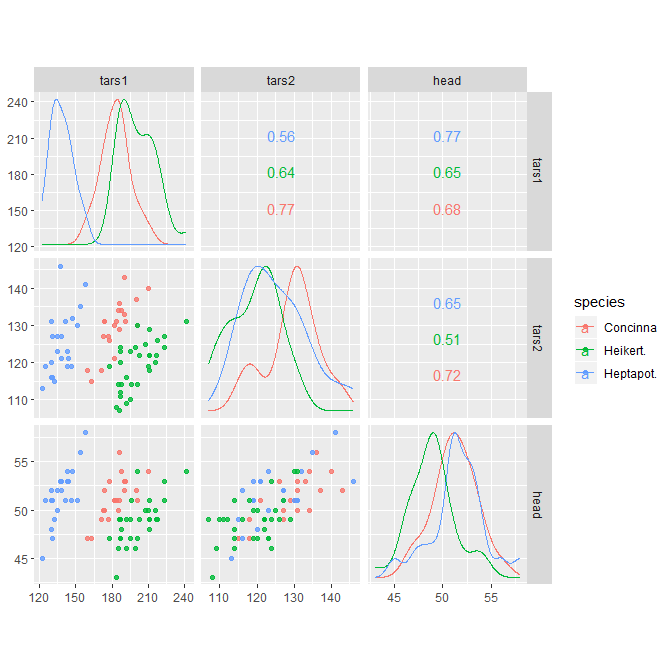 tars1 tars2 head
240
210
180
150
120
0.56
0.64
0.77
0.77
0.65
0.68
tars1
140
130
120
110
0.65
0.51
0.72
tars2
55
50
45
head
120 150 180 210 240 110 120 130 140 45 50 55
species
a Concinna
a Heikert.
a Heptapot.